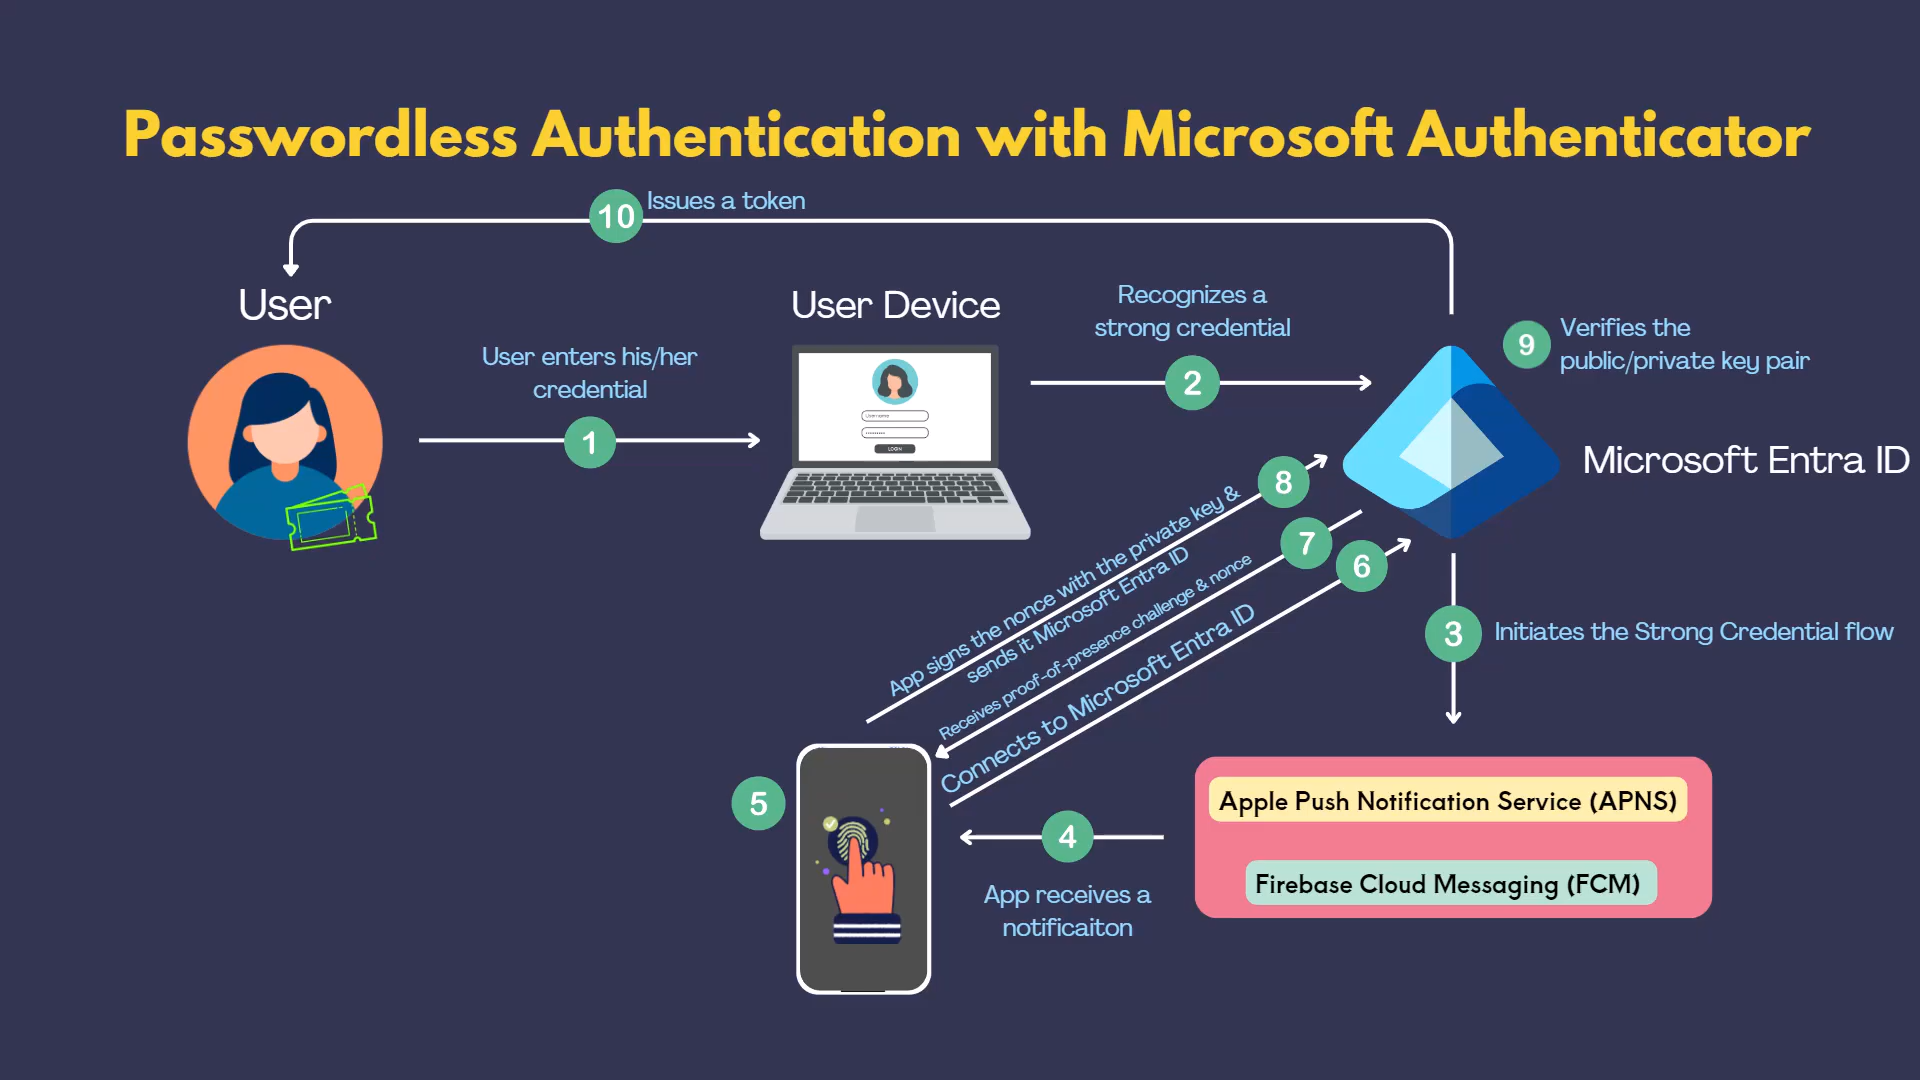 Passwordless Authentication with Microsoft Authenticator
10
Issues a token
User
User Device
Recognizes a
strong credential
2
User enters his/her
credential
1
9
Verifies the
public/private key pair
Username
LOGIN
Microsoft Entra ID
8
App signs the nonce with the private key &
sends it Microsoft Entra ID
7
Receives proof-of-presence challenge & nonce
6
Connects to Microsoft Entra ID
3
Initiates the Strong Credential flow
5
4
App receives a
notificaiton
Apple Push Notification Service (APNS)
Firebase Cloud Messaging (FCM)